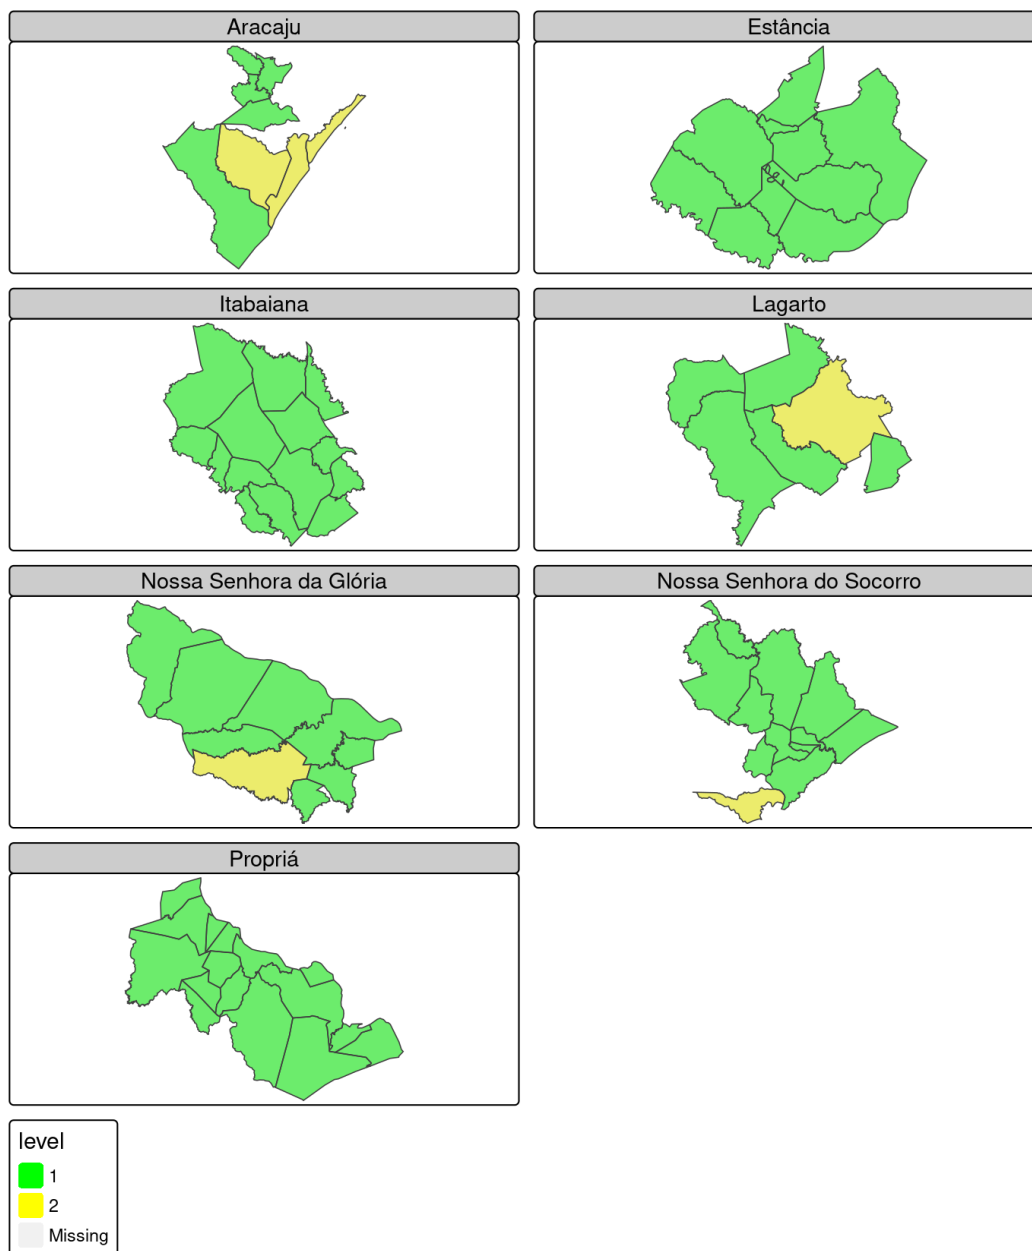 Aracaju
Estância
Itabaiana
Lagarto
Nossa Senhora da Glória
Nossa Senhora do Socorro
Propriá
level
1
2
Missing